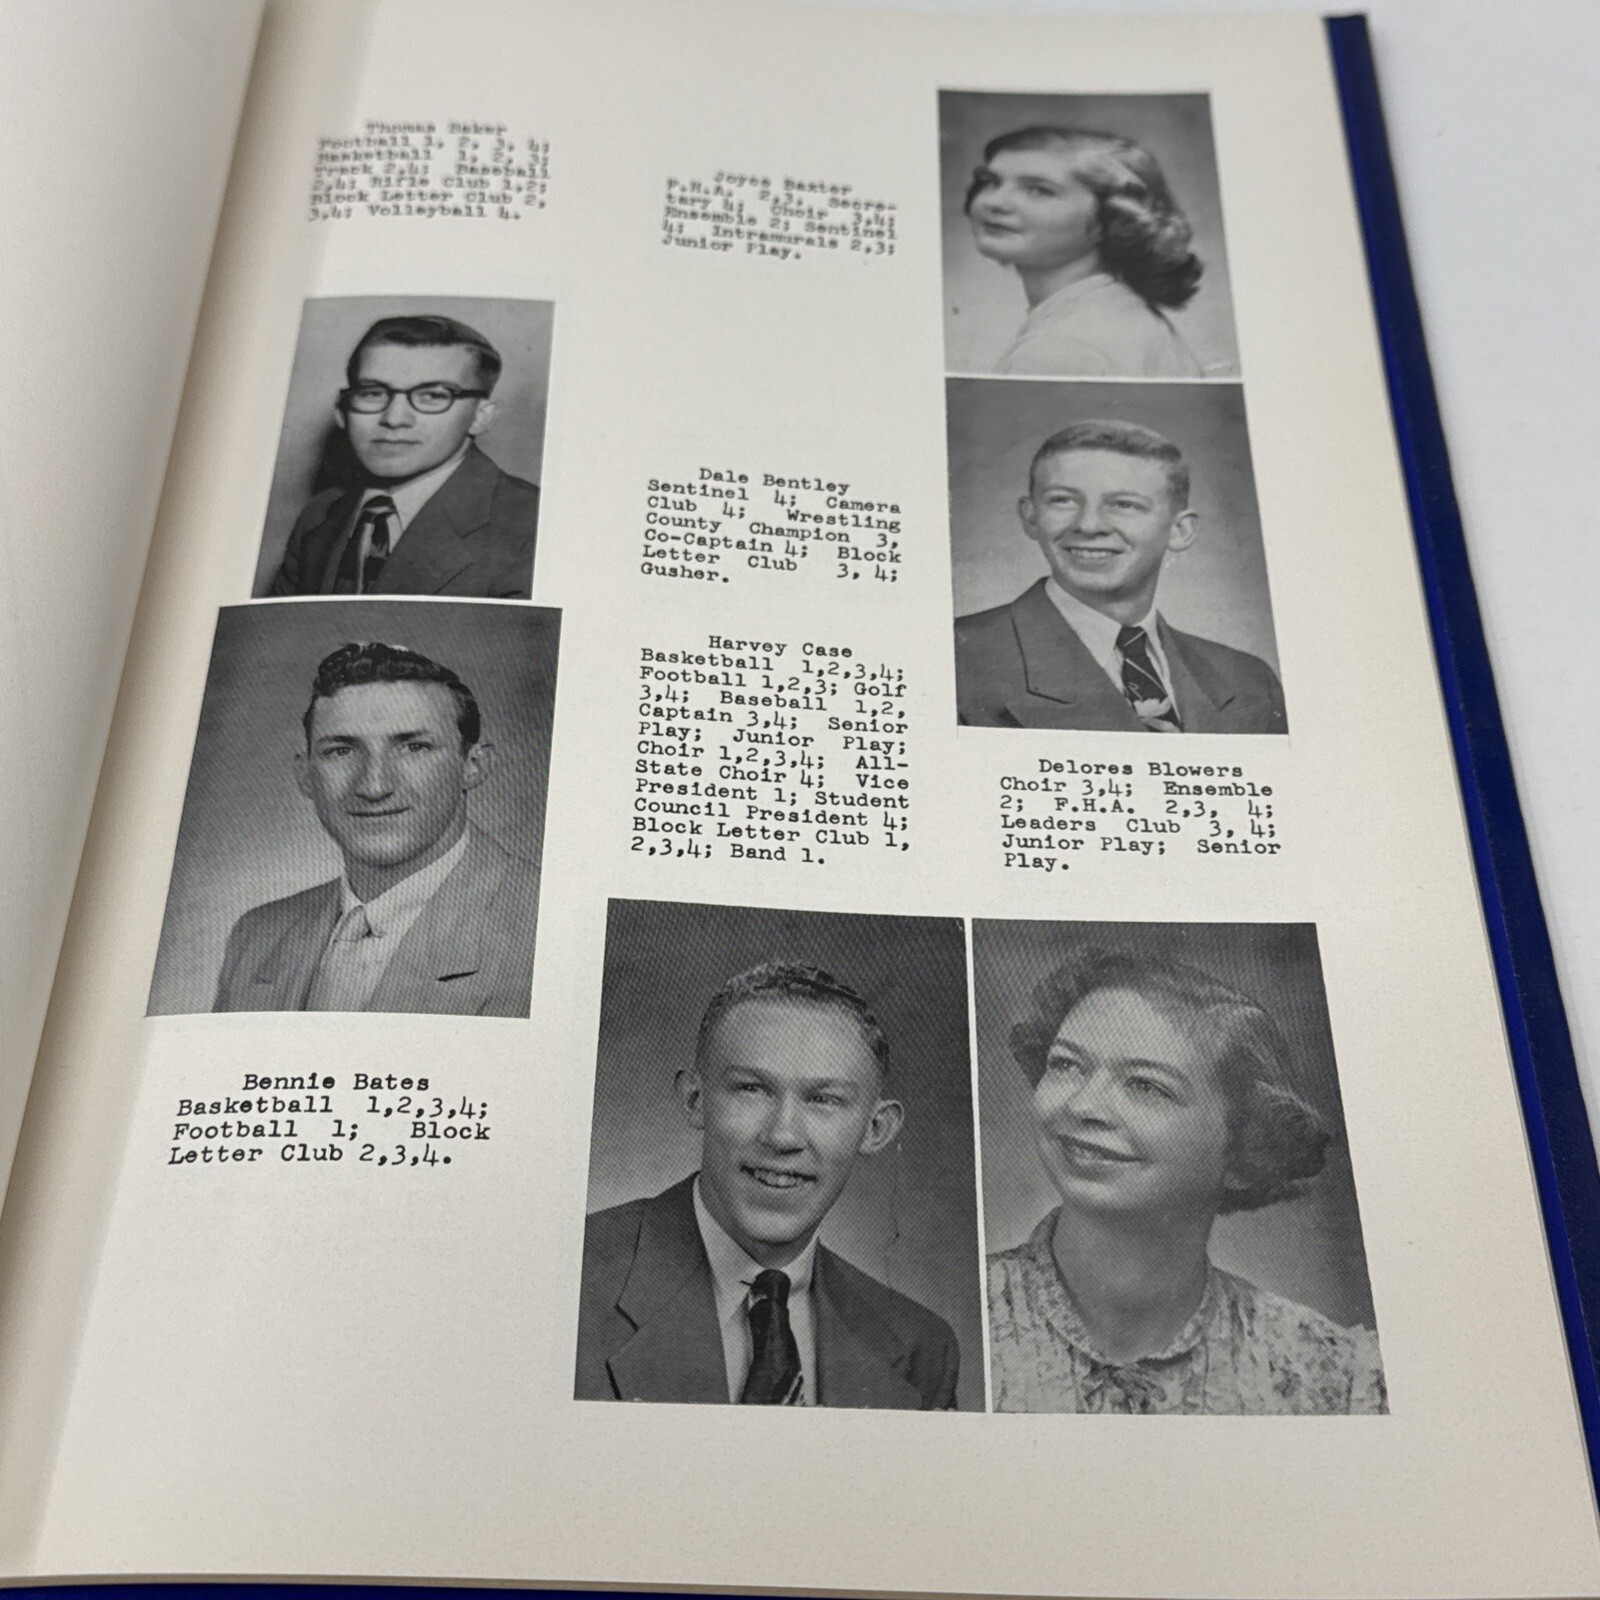 Thomas Baker
Football 1, 2, 3, 4;
Basketball 1, 2, 3;
Track 2,4; Baseball
2,4; Rifle Club 1,2;
Block Letter Club 2,
3,4; Volleyball 4.
Joyce Baxter
F.H.A. 2,3, Secre-
tary 4; Choir 3,4;
Ensemble 2; Sentinel
4; Intramurals 2,3;
Junior Play.
Dale Bentley
Sentinel 4; Camera
Club 4; Wrestling
County Champion 3,
Co-Captain 4; Block
Letter Club 3, 4;
Gusher.
Harvey Case
Basketball 1,2,3,4;
Football 1,2,3; Golf
3,4; Baseball 1,2,
Captain 3,4; Senior
Play; Junior Play;
Choir 1,2,3,4; All-
State Choir 4; Vice
President 1; Student
Council President 4;
Block Letter Club 1,
2,3,4; Band 1.
Delores Blowers
Choir 3,4; Ensemble
2; F.H.A. 2,3, 4;
Leaders Club 3, 4;
Junior Play; Senior
Play.
Bennie Bates
Basketball 1,2,3,4;
Football 1; Block
Letter Club 2,3,4.